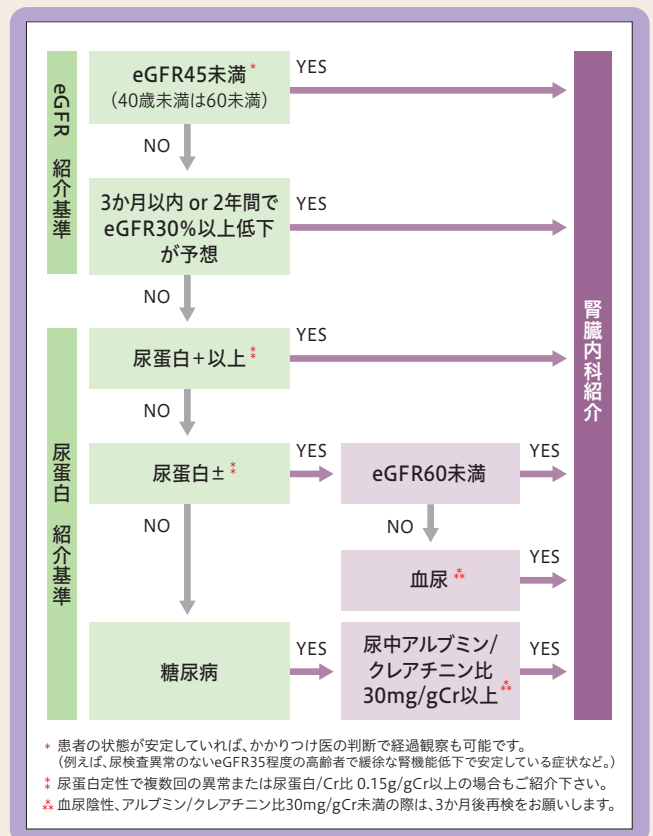 eGFR 紹介基準
eGFR45未満*
（40歳未満は60未満）
YES
NO
3か月以内 or 2年間で
eGFR30%以上低下
が予想
YES
NO
尿蛋白 紹介基準
尿蛋白＋以上**
YES
NO
尿蛋白±**
YES
eGFR60未満
YES
NO
NO
血尿***
YES
糖尿病
YES
尿中アルブミン/
クレアチニン比
30mg/gCr以上***
YES
腎臓内科紹介
* 患者の状態が安定していれば、かかりつけ医の判断で経過観察も可能です。
（例えば、尿検査異常のないeGFR35程度の高齢者で緩徐な腎機能低下で安定している症状など。）
** 尿蛋白定性で複数回の異常または尿蛋白/Cr比 0.15g/gCr以上の場合もご紹介下さい。
*** 血尿陰性、アルブミン/クレアチニン比30mg/gCr未満の際は、3か月後再検をお願いします。